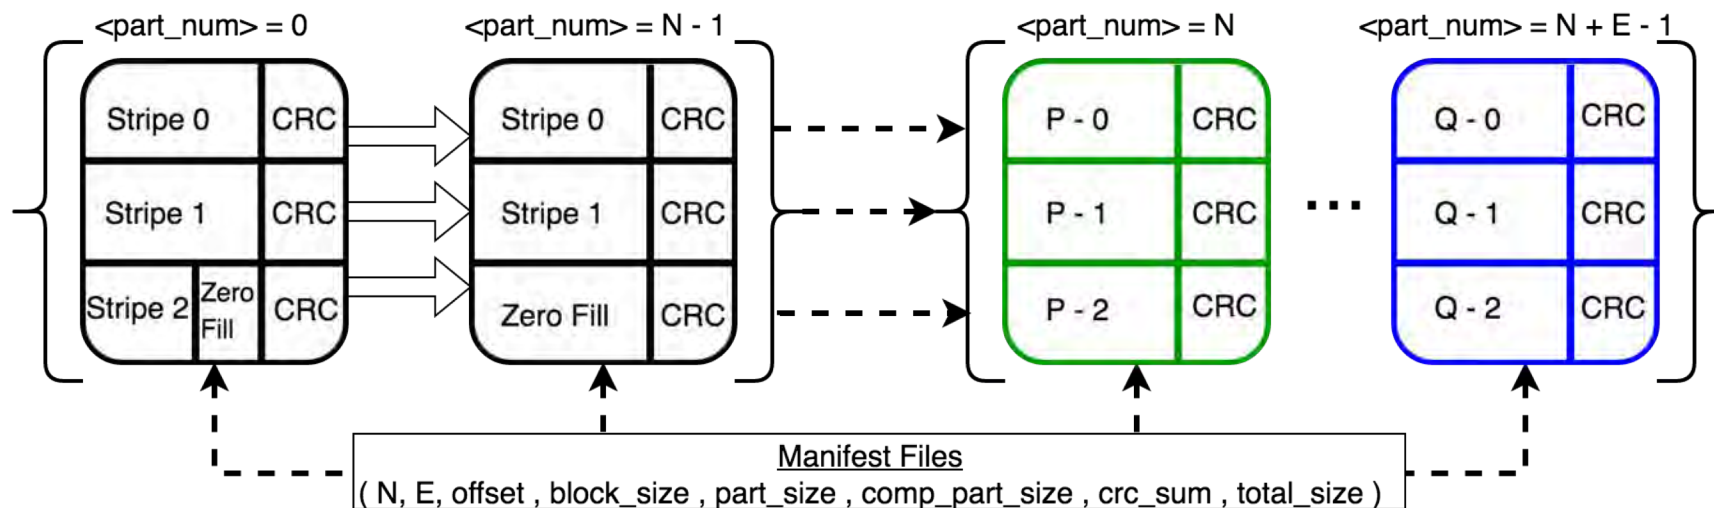 <part_num> = 0
<part_num> = N - 1
<part_num> = N
<part_num> = N + E - 1
Stripe 0
CRC
Stripe 0
CRC
P - 0
CRC
Q - 0
CRC
Stripe 1
CRC
Stripe 1
CRC
P - 1
CRC
...
Q - 1
CRC
Stripe 2
Zero
Fill
CRC
Zero Fill
CRC
P - 2
CRC
Q - 2
CRC
Manifest Files
( N, E, offset , block_size , part_size , comp_part_size , crc_sum , total_size )